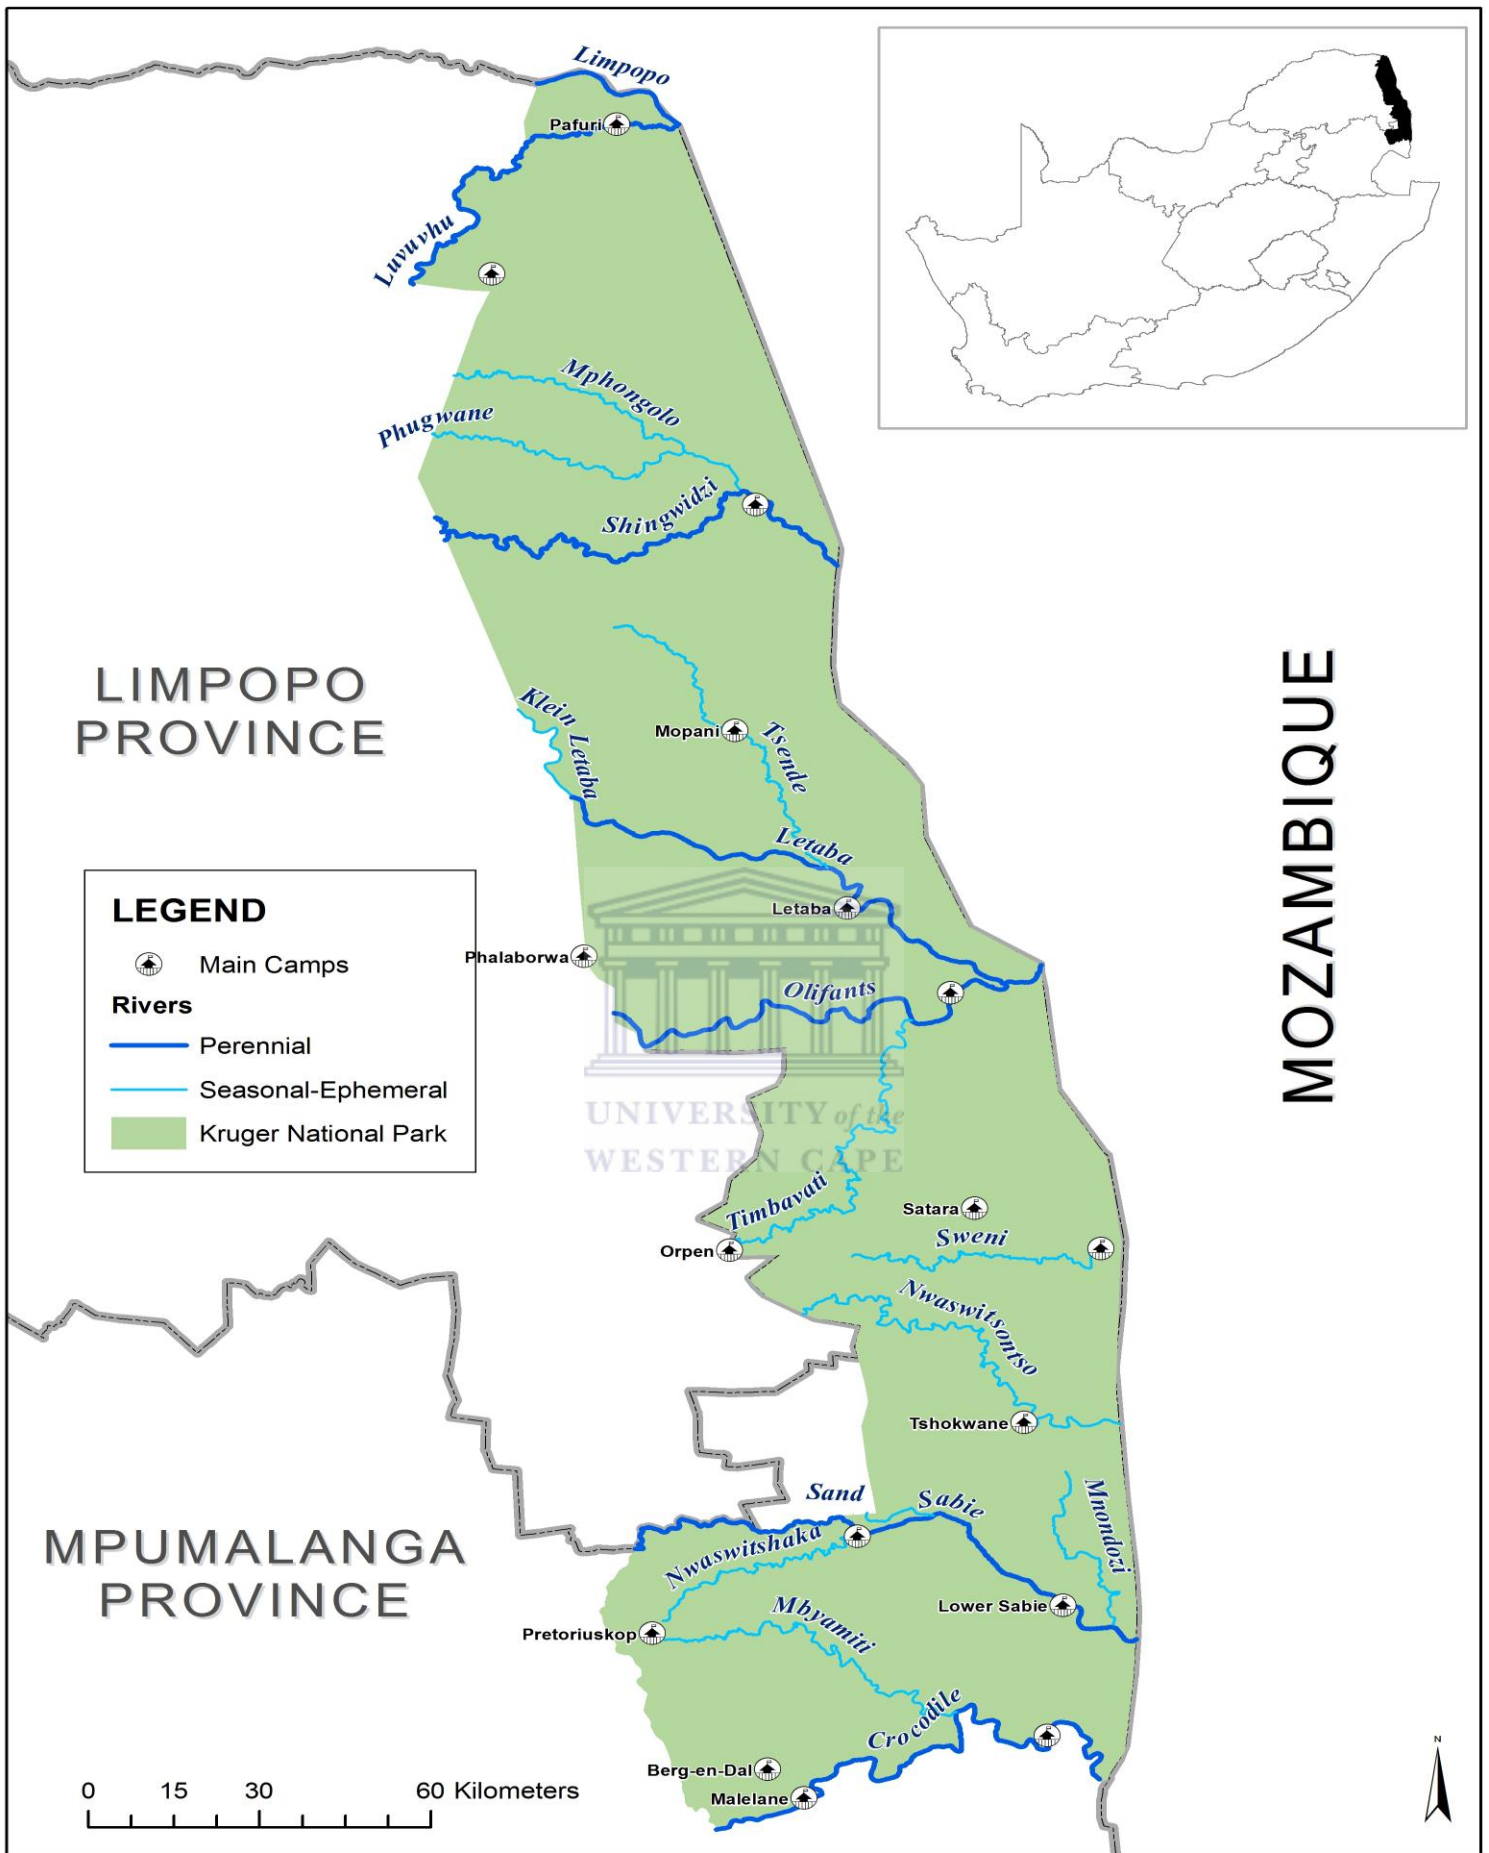 Limpopo
Pafuri
Luvuvhu
Mphongolo
Phugwane
Shingwidzi
LIMPOPO
PROVINCE
MOZAMBIQUE
Klein Letaba
Mopani
Tsende
Letaba
LEGEND
Main Camps
Rivers
Perennial
Seasonal-Ephemeral
Kruger National Park
Letaba
Phalaborwa
Olifants
UNIVERSITY of the
WESTERN CAPE
Timbavati
Satara
Orpen
Sweni
Nwaswitsontso
Tshokwane
Sand
Sabie
Mnondozi
MPUMALANGA
PROVINCE
Nwaswitshaka
Lower Sabie
Pretoriuskop
Mbyamiti
Crocodile
Berg-en-Dal
Malelane
0 15 30 60 Kilometers
N